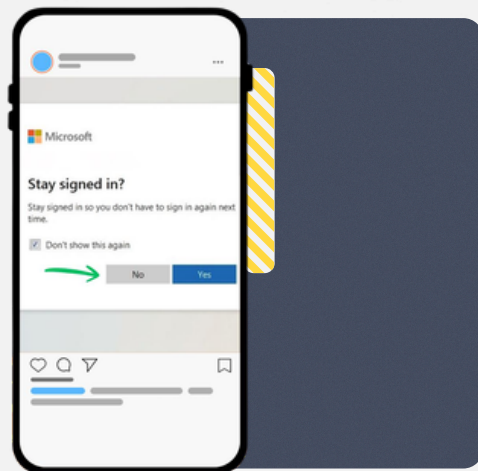 Microsoft
Stay signed in?
Stay signed in so you don't have to sign in again next
time.
Don't show this again
No
Yes